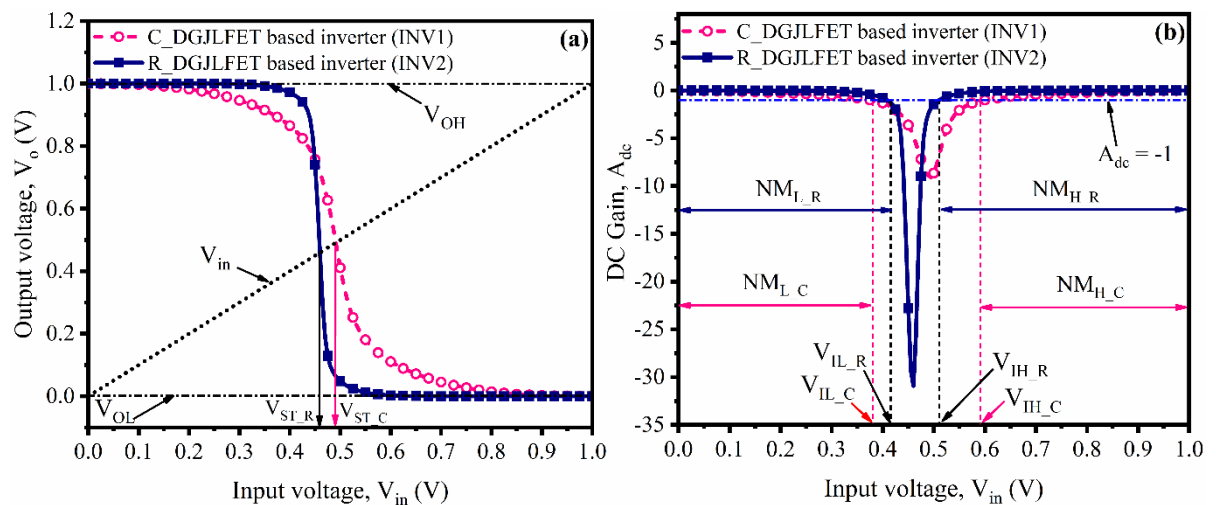 (a)
C_DGJLFET based inverter (INV1)
R_DGJLFET based inverter (INV2)
V_OH
V_in
V_OL
V_ST_R
V_ST_C
Output voltage, V_o (V)
1.2
1.0
0.8
0.6
0.4
0.2
0.0
0.0 0.1 0.2 0.3 0.4 0.5 0.6 0.7 0.8 0.9 1.0
Input voltage, V_in (V)
(b)
C_DGJLFET based inverter (INV1)
R_DGJLFET based inverter (INV2)
A_dc = -1
NM_L_R
NM_H_R
NM_L_C
NM_H_C
V_IL_R
V_IH_R
V_IL_C
V_IH_C
DC Gain, A_dc
5
0
-5
-10
-15
-20
-25
-30
-35
0.0 0.1 0.2 0.3 0.4 0.5 0.6 0.7 0.8 0.9 1.0
Input voltage, V_in (V)